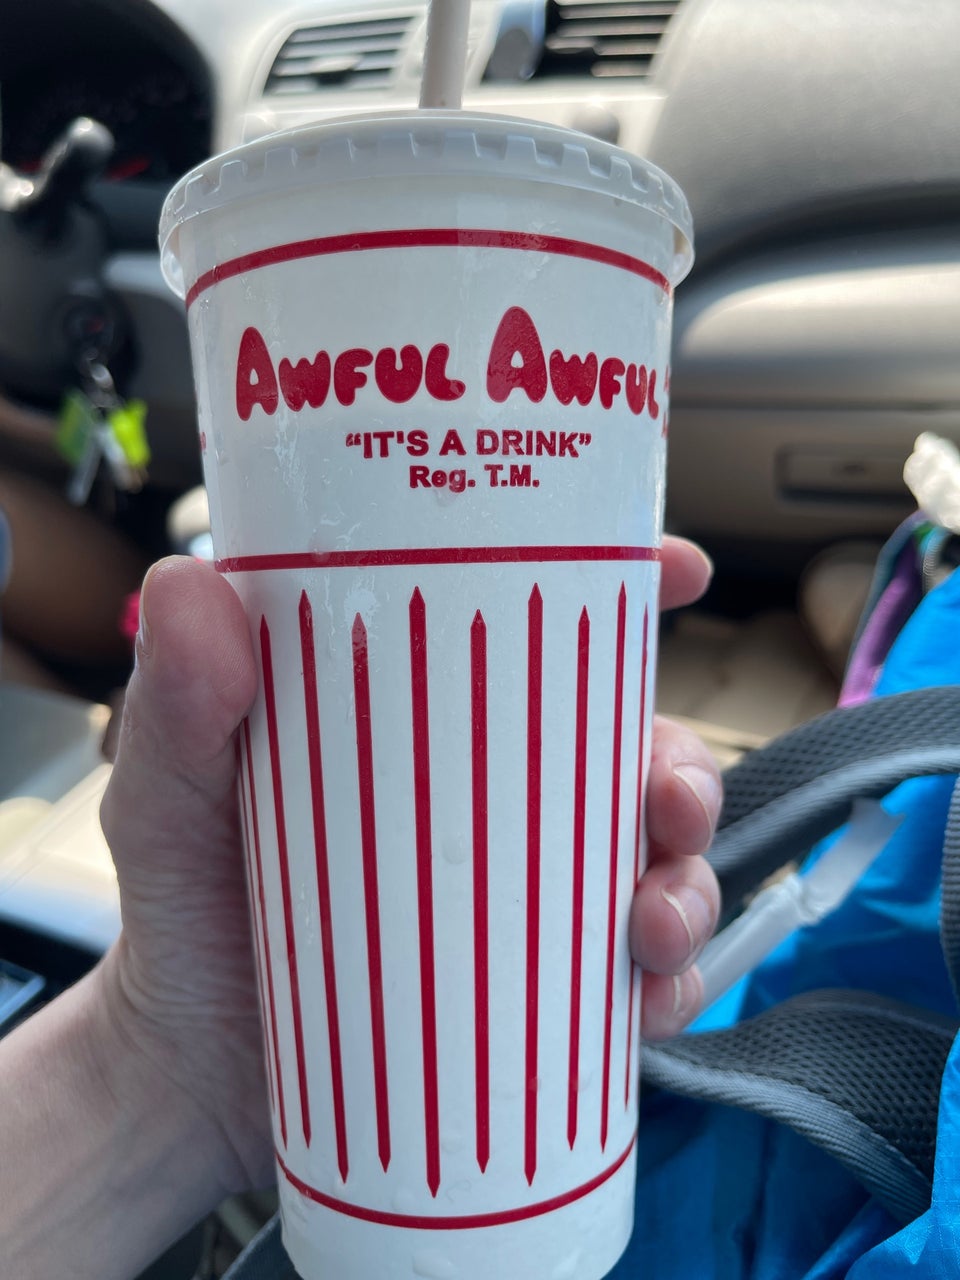 AWFUL AWFUL
“IT'S A DRINK”
Reg. T.M.